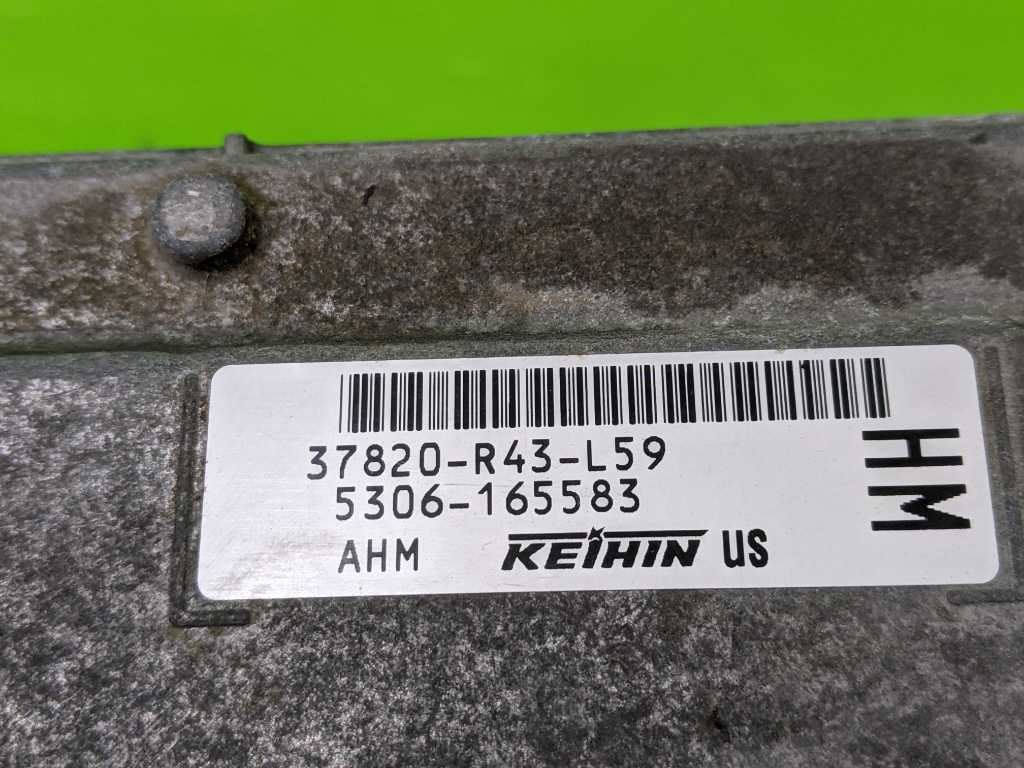 37820-R43-L59
5306-165583
AHM KEIHIN US
HM